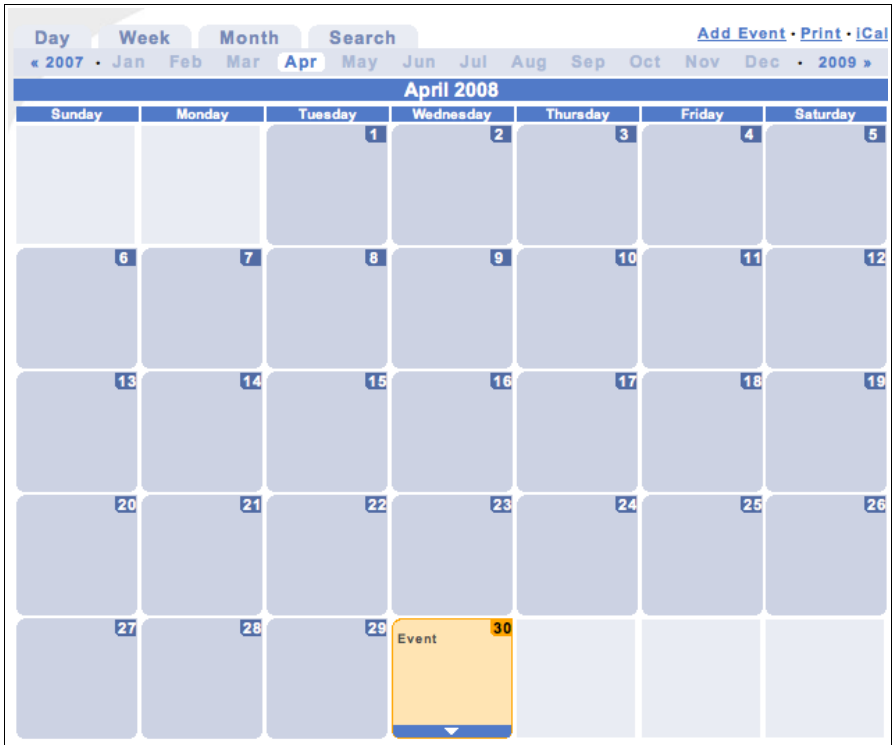 Day Week Month Search Add Event · Print · iCal
« 2007 · Jan Feb Mar Apr May Jun Jul Aug Sep Oct Nov Dec · 2009 »
April 2008
Sunday Monday Tuesday Wednesday Thursday Friday Saturday
1 2 3 4 5
6 7 8 9 10 11 12
13 14 15 16 17 18 19
20 21 22 23 24 25 26
27 28 29 30
Event